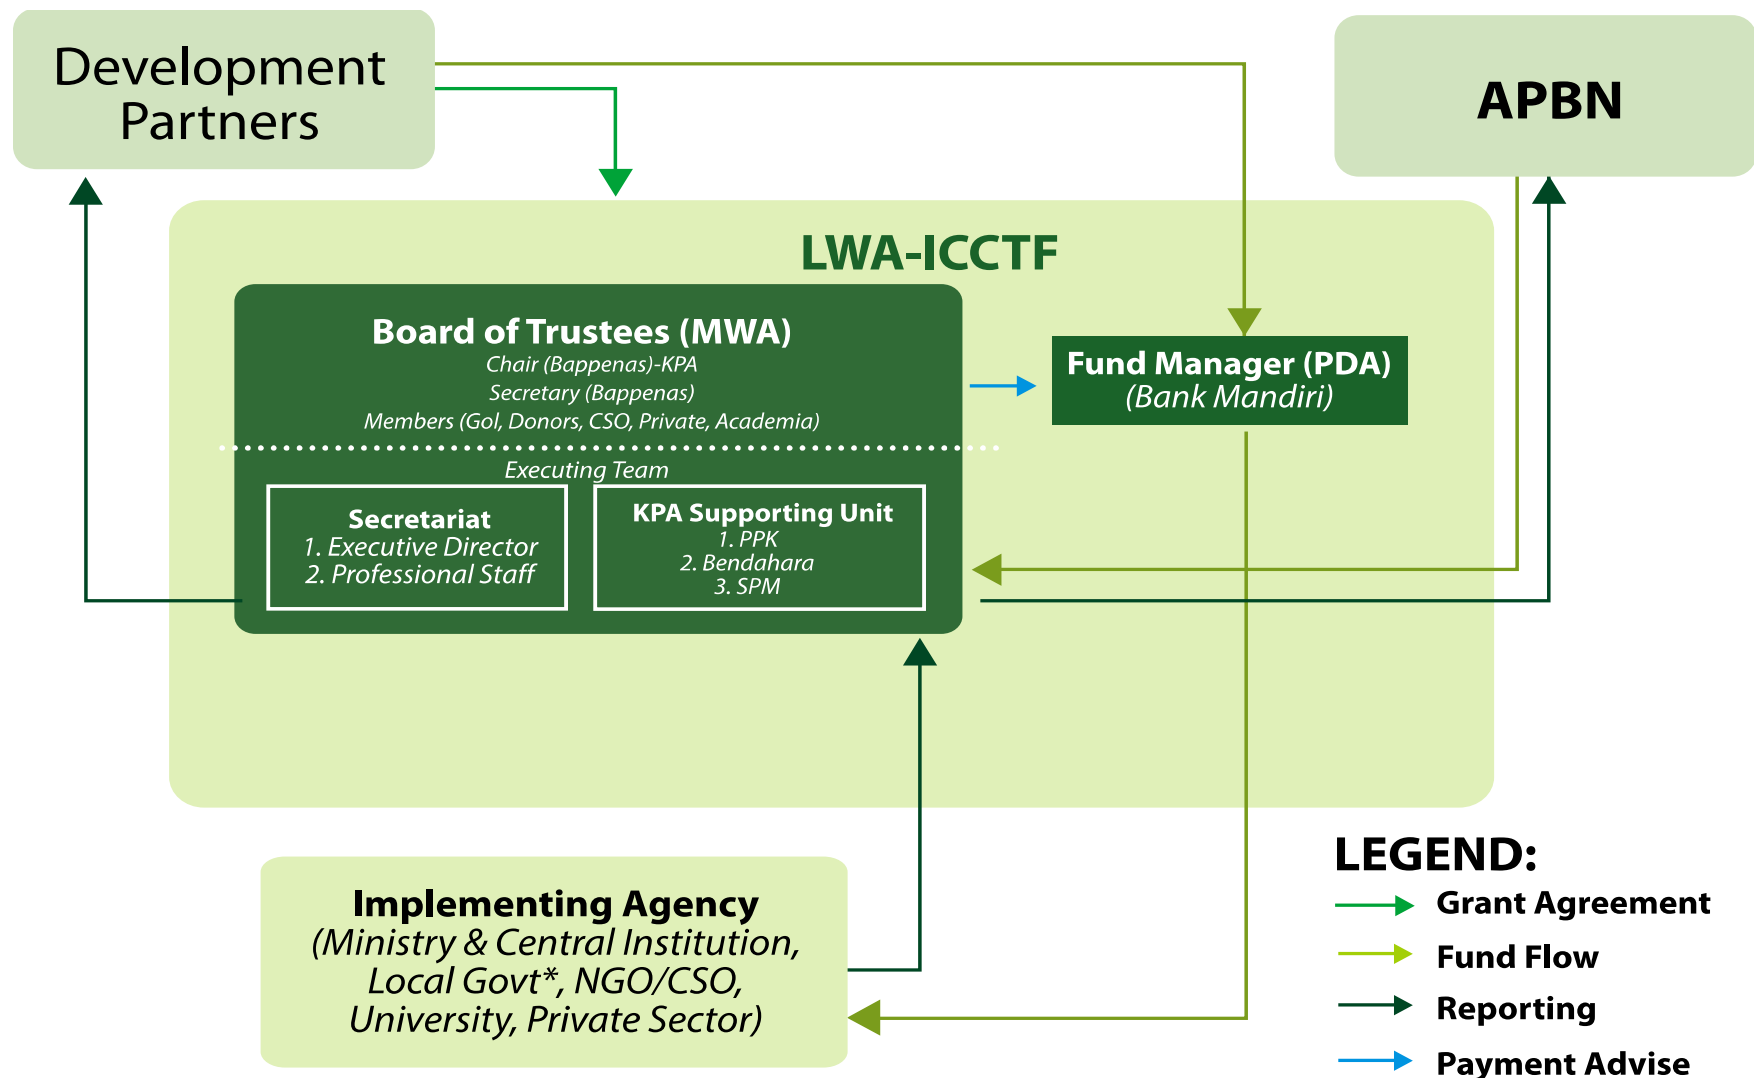 Development
Partners
APBN
LWA-ICCTF
Board of Trustees (MWA)
Chair (Bappenas)-KPA
Secretary (Bappenas)
Members (GoI, Donors, CSO, Private, Academia)
Fund Manager (PDA)
(Bank Mandiri)
Executing Team
Secretariat
1. Executive Director
2. Professional Staff
KPA Supporting Unit
1. PPK
2. Bendahara
3. SPM
Implementing Agency
(Ministry & Central Institution,
Local Govt*, NGO/CSO,
University, Private Sector)
LEGEND:
Grant Agreement
Fund Flow
Reporting
Payment Advise